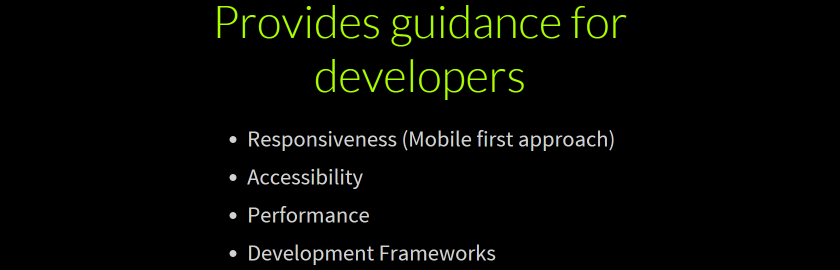 Provides guidance for
developers
• Responsiveness (Mobile first approach)
• Accessibility
• Performance
• Development Frameworks